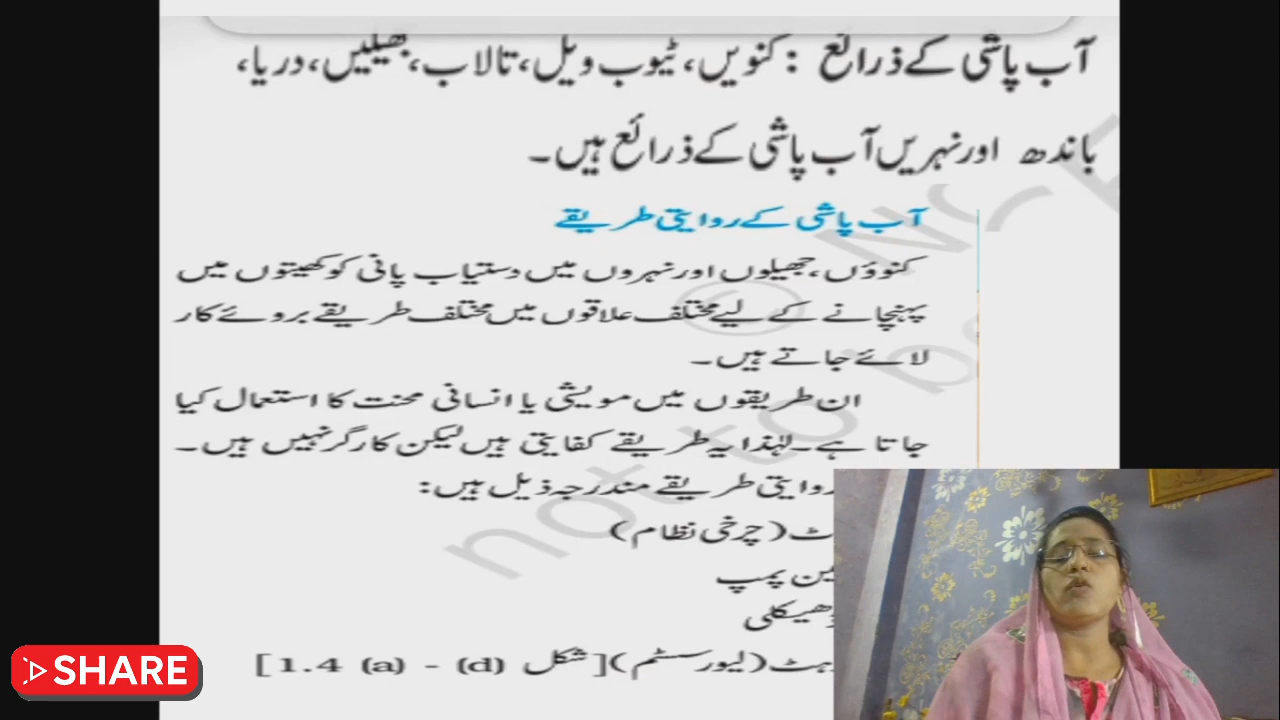 آب پاشی کے ذرائع : کنویں، ٹیوب ویل، تالاب، جھیلیں، دریا،
باندھ اور نہریں آب پاشی کے ذرائع ہیں۔
آب پاشی کے روایتی طریقے
کنوؤں، جھیلوں اور نہروں میں دستیاب پانی کو کھیتوں میں
پہنچانے کے لیے مختلف علاقوں میں مختلف طریقے بروئے کار
لائے جاتے ہیں۔
ان طریقوں میں مویشی یا انسانی محنت کا استعمال کیا
جاتا ہے۔ لہٰذا یہ طریقے کفایتی ہیں لیکن کارگر نہیں ہیں۔
روایتی طریقے مندرجہ ذیل ہیں:
(چرخی نظام)
پمپ
ڈھیکلی
(لیور سسٹم) [شکل 1.4 (a) - (d)]
not to be
SHARE